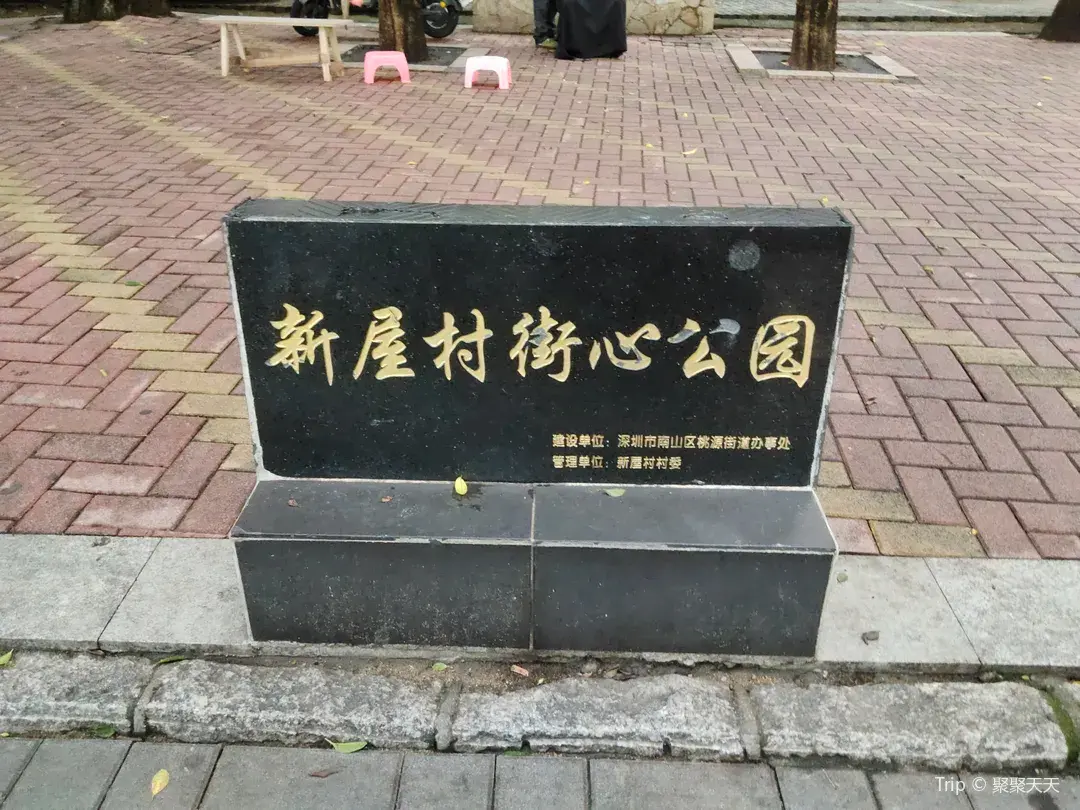 新屋村街心公园
建设单位：深圳市南山区桃源街道办事处
管理单位：新屋村村委
Trip © 聚聚天天